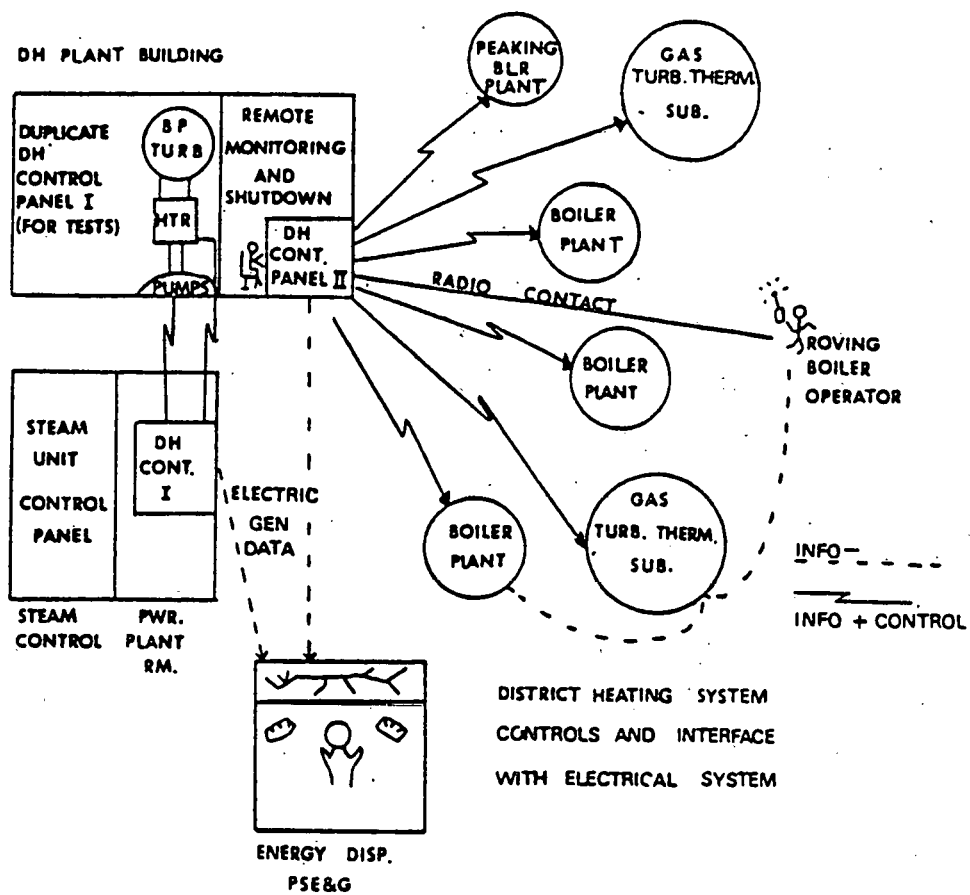 DH PLANT BUILDING
DUPLICATE
DH
CONTROL
PANEL I
(FOR TESTS)
BP
TURB
HTR
PUMPS
REMOTE
MONITORING
AND
SHUTDOWN
DH
CONT.
PANEL II
PEAKING
BLR
PLANT
GAS
TURB. THERM.
SUB.
BOILER
PLANT
RADIO CONTACT
ROVING
BOILER
OPERATOR
BOILER
PLANT
STEAM
UNIT
CONTROL
PANEL
DH
CONT.
I
ELECTRIC
GEN
DATA
BOILER
PLANT
GAS
TURB. THERM.
SUB.
INFO-
INFO + CONTROL
STEAM
CONTROL
PWR.
PLANT
RM.
DISTRICT HEATING SYSTEM
CONTROLS AND INTERFACE
WITH ELECTRICAL SYSTEM
ENERGY DISP.
PSE&G